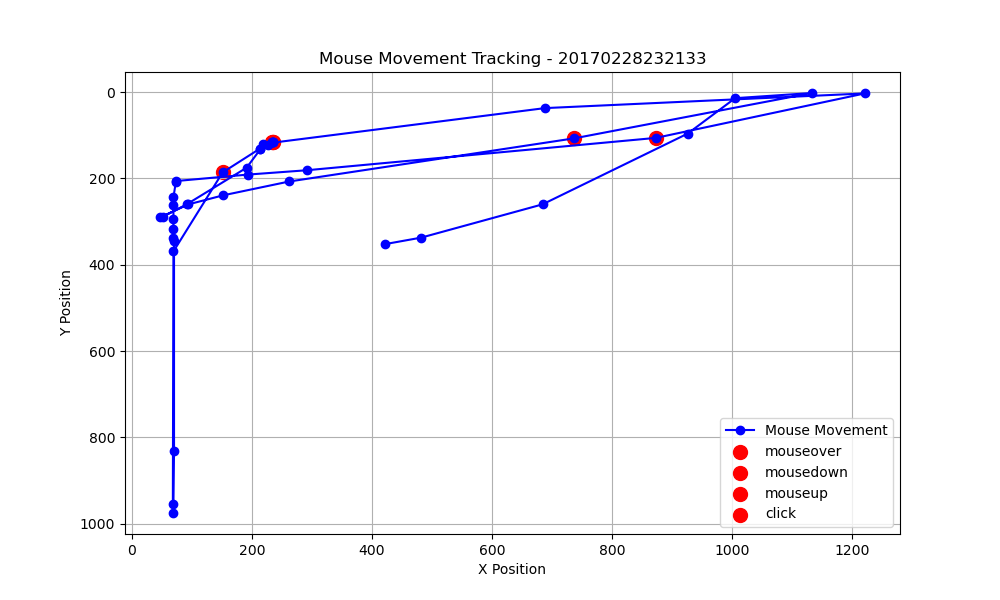 Mouse Movement Tracking - 20170228232133
0
200
400
600
800
1000
Y Position
0
200
400
600
800
1000
1200
X Position
Mouse Movement
mouseover
mousedown
mouseup
click